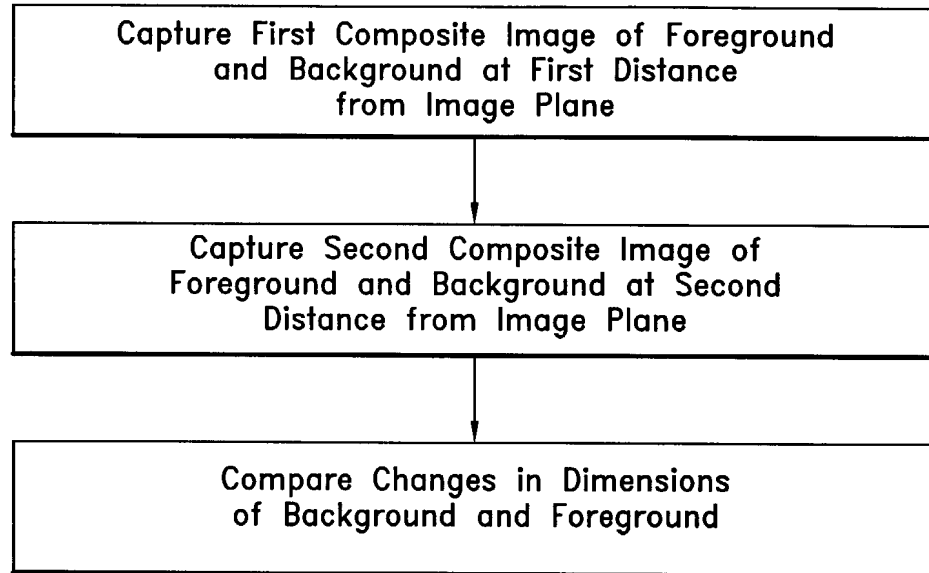 Capture First Composite Image of Foreground
and Background at First Distance
from Image Plane
Capture Second Composite Image of
Foreground and Background at Second
Distance from Image Plane
Compare Changes in Dimensions
of Background and Foreground